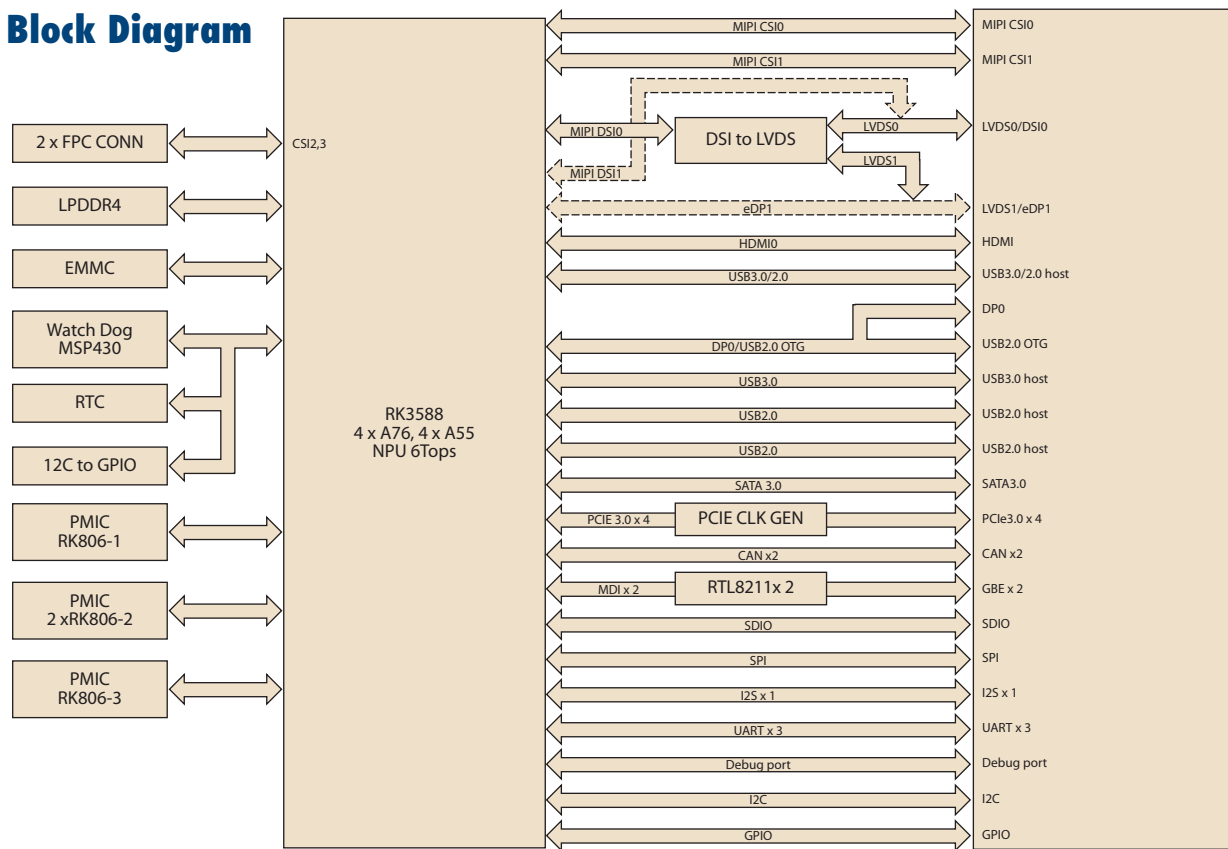 Block Diagram
2 x FPC CONN
LPDDR4
EMMC
Watch Dog
MSP430
RTC
12C to GPIO
PMIC
RK806-1
PMIC
2 xRK806-2
PMIC
RK806-3
CSI2,3
RK3588
4 x A76, 4 x A55
NPU 6Tops
MIPI CSI0
MIPI CSI1
MIPI DSI0
MIPI DSI1
DSI to LVDS
LVDS0
LVDS1
eDP1
HDMI0
USB3.0/2.0
DP0/USB2.0 OTG
USB3.0
USB2.0
USB2.0
SATA 3.0
PCIE 3.0 x 4
PCIE CLK GEN
CAN x2
MDI x 2
RTL8211x 2
SDIO
SPI
I2S x 1
UART x 3
Debug port
I2C
GPIO
MIPI CSI0
MIPI CSI1
LVDS0/DSI0
LVDS1/eDP1
HDMI
USB3.0/2.0 host
DP0
USB2.0 OTG
USB3.0 host
USB2.0 host
USB2.0 host
SATA3.0
PCIe3.0 x 4
CAN x2
GBE x 2
SDIO
SPI
I2S x 1
UART x 3
Debug port
I2C
GPIO